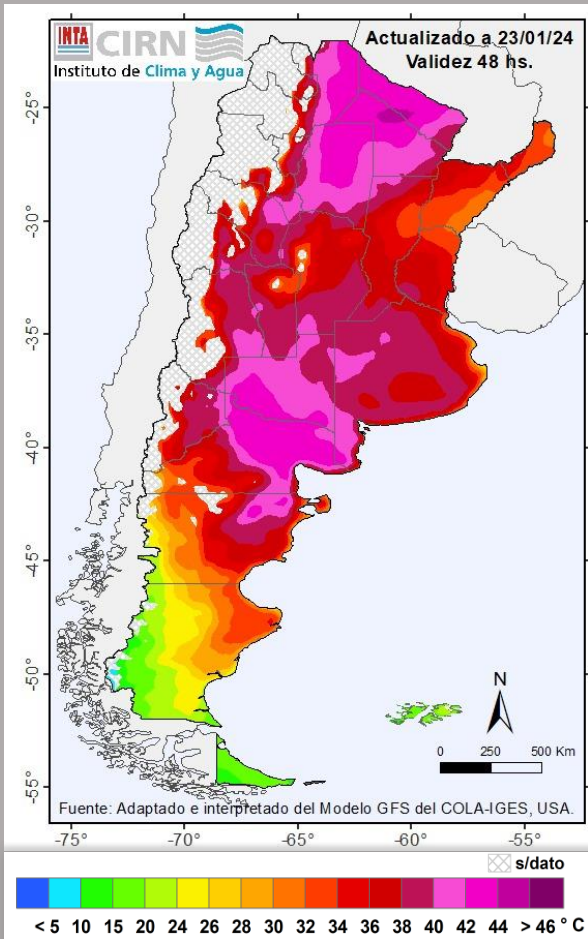 INTA CIRN
Instituto de Clima y Agua
Actualizado a 23/01/24
Validez 48 hs.
-25°
-30°
-35°
-40°
-45°
-50°
-55°
N
0 250 500 Km
Fuente: Adaptado e interpretado del Modelo GFS del COLA-IGES, USA.
-75° -70° -65° -60° -55°
s/dato
< 5 10 15 20 24 26 28 30 32 34 36 38 40 42 44 > 46 ° C